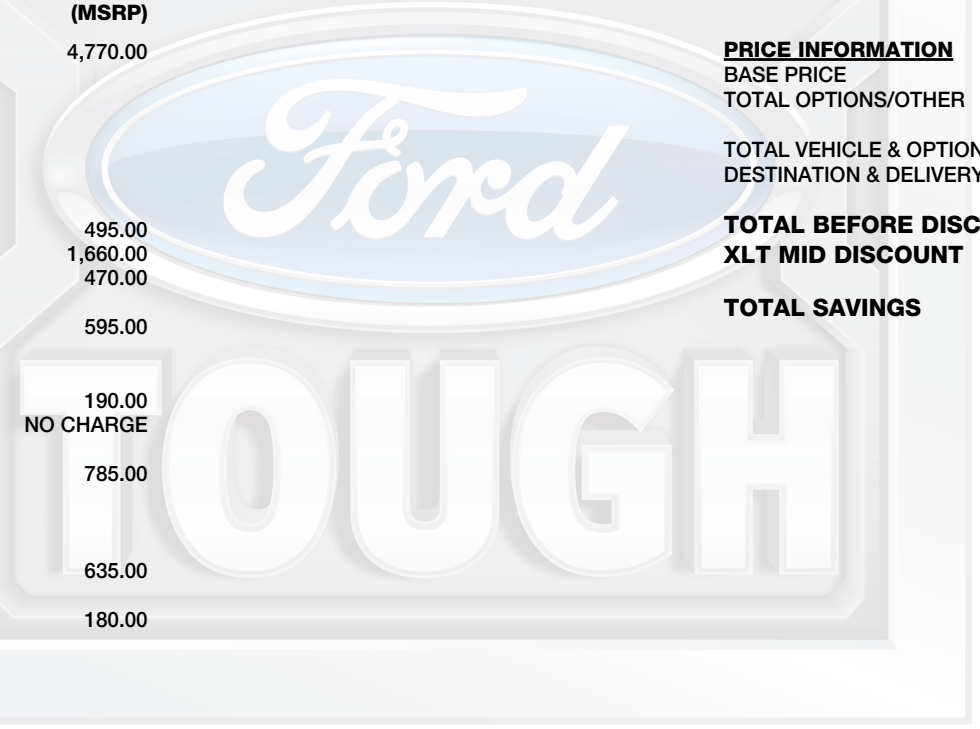 (MSRP)
4,770.00
495.00
1,660.00
470.00
595.00
190.00
NO CHARGE
785.00
635.00
180.00
PRICE INFORMATION
BASE PRICE
TOTAL OPTIONS/OTHER
TOTAL VEHICLE & OPTION
DESTINATION & DELIVERY
TOTAL BEFORE DISC
XLT MID DISCOUNT
TOTAL SAVINGS
Ford
TOUGH